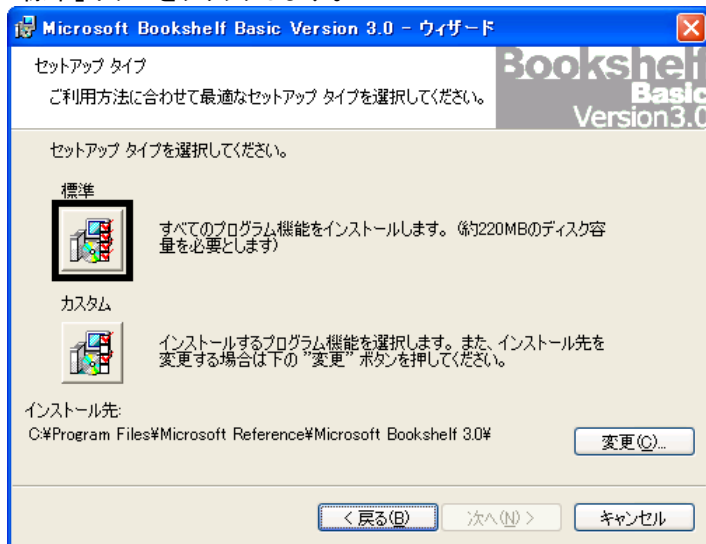 Microsoft Bookshelf Basic Version 3.0 - ウィザード
セットアップ タイプ
ご利用方法に合わせて最適なセットアップ タイプを選択してください。
Bookshelf
Basic
Version3.0
セットアップ タイプを選択してください。
標準
すべてのプログラム機能をインストールします。（約220MBのディスク容
量を必要とします）
カスタム
インストールするプログラム機能を選択します。また、インストール先を
変更する場合は下の ”変更” ボタンを押してください。
インストール先:
C:¥Program Files¥Microsoft Reference¥Microsoft Bookshelf 3.0¥
変更(C)...
< 戻る(B)
次へ(N) >
キャンセル